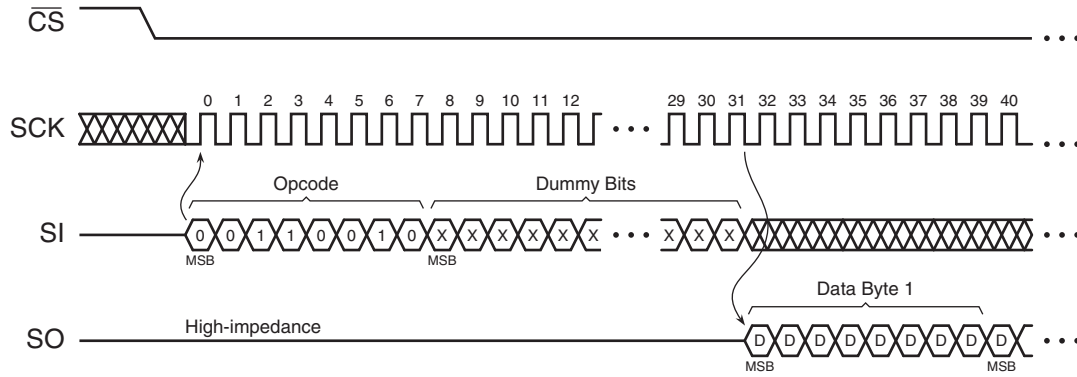 CS
0 1 2 3 4 5 6 7 8 9 10 11 12 29 30 31 32 33 34 35 36 37 38 39 40
SCK
Opcode Dummy Bits
SI 0 0 1 1 0 0 1 0 X X X X X X X X X
MSB MSB
Data Byte 1
High-impedance
SO D D D D D D D D D
MSB MSB